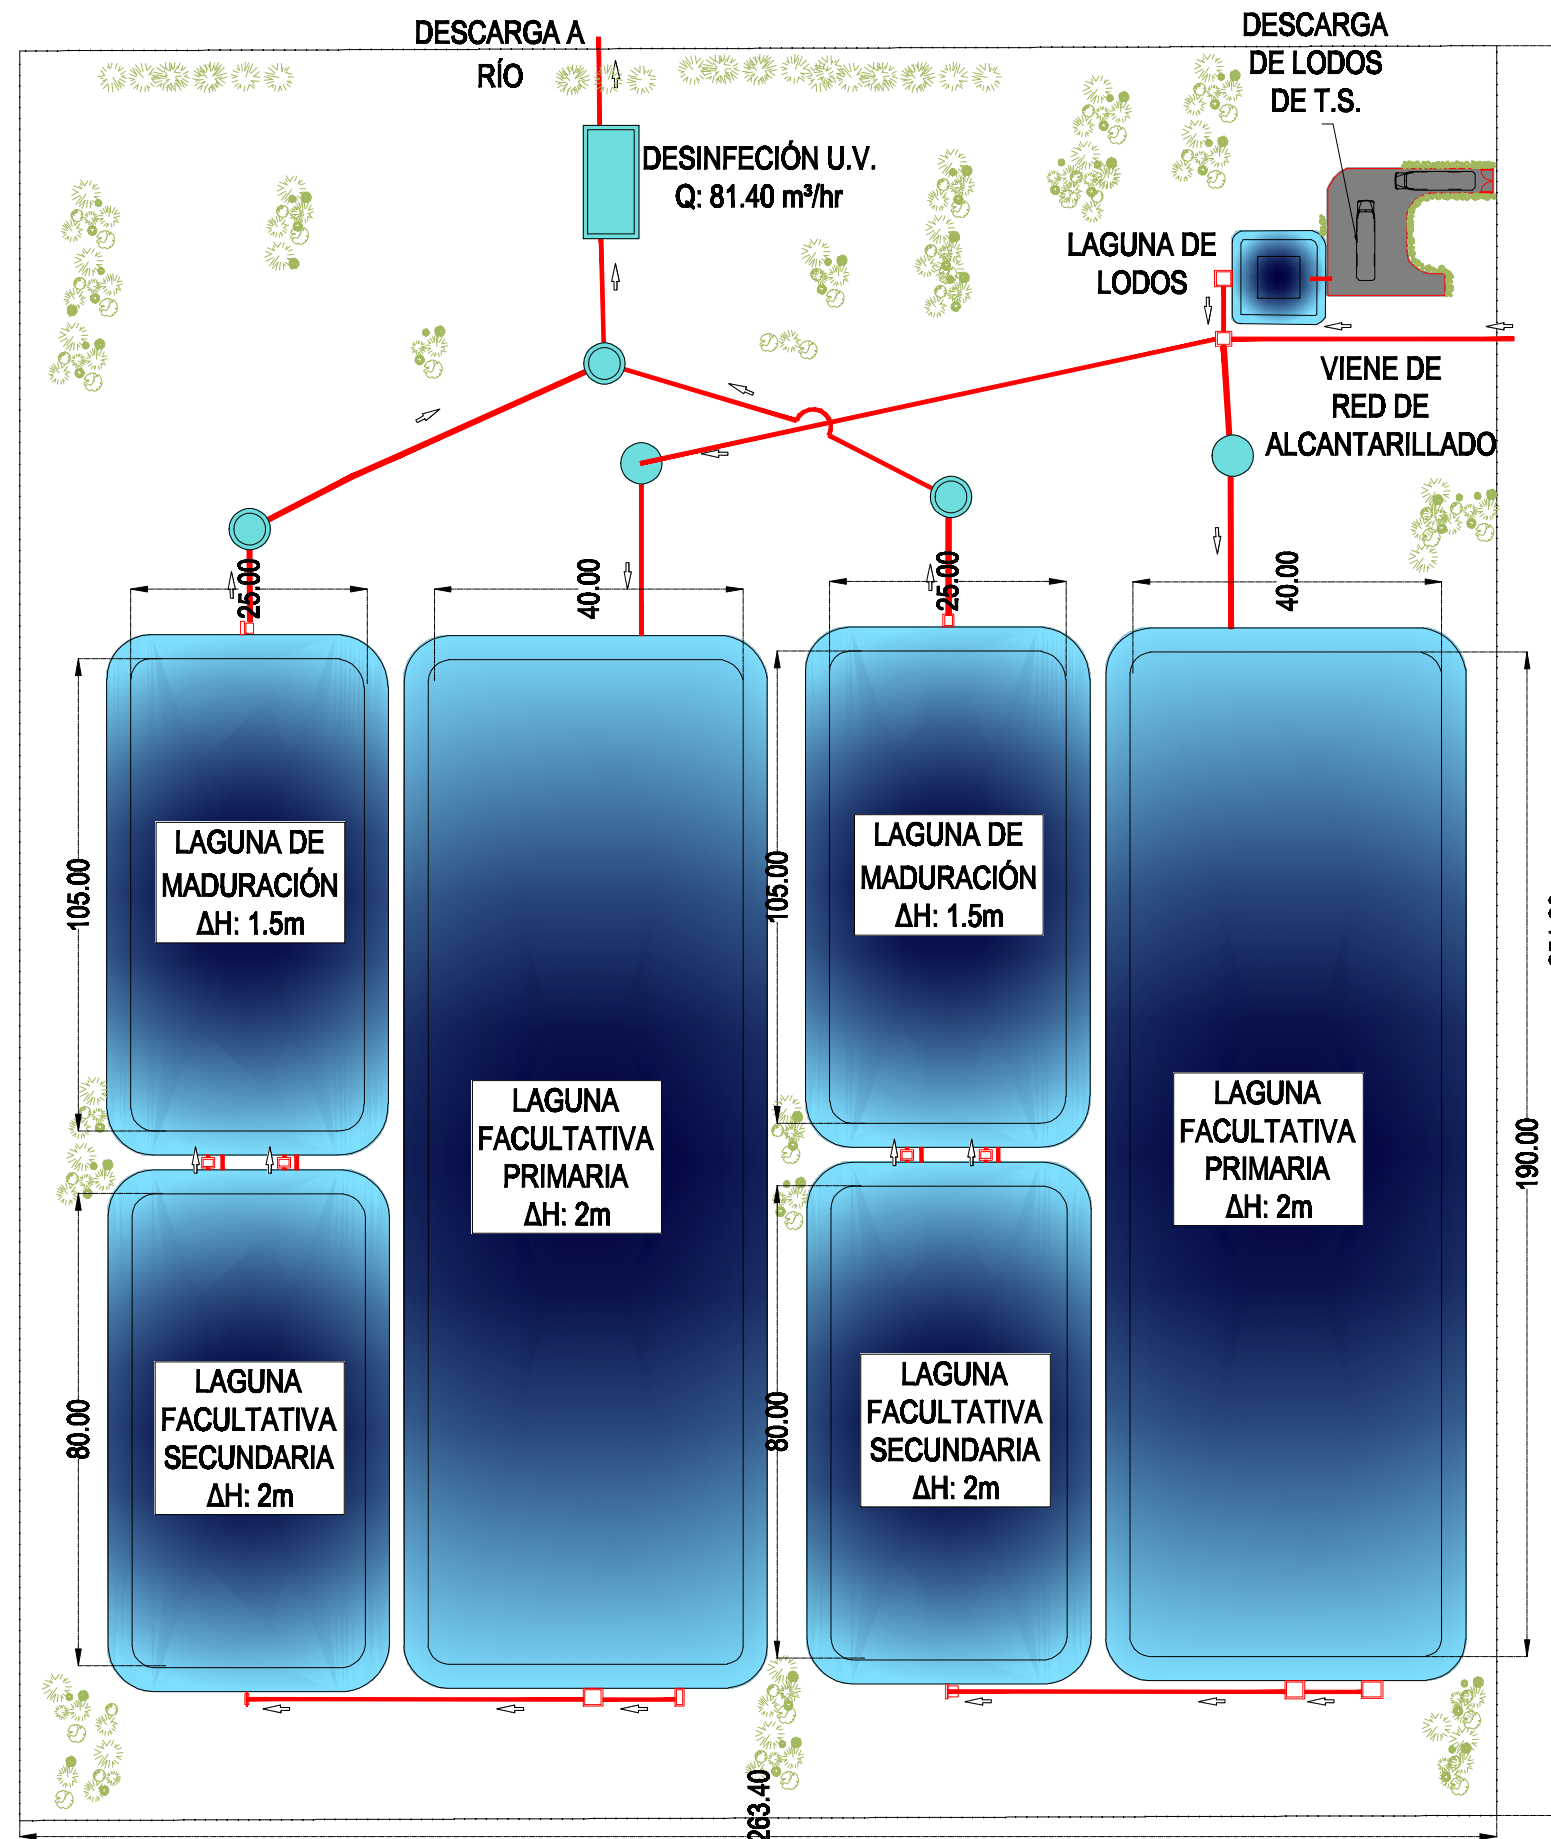 DESCARGA A
RÍO
DESCARGA
DE LODOS
DE T.S.
DESINFECIÓN U.V.
Q: 81.40 m³/hr
LAGUNA DE
LODOS
VIENE DE
RED DE
ALCANTARILLADO
25.00
40.00
25.00
40.00
105.00
LAGUNA DE
MADURACIÓN
ΔH: 1.5m
105.00
LAGUNA DE
MADURACIÓN
ΔH: 1.5m
LAGUNA
FACULTATIVA
PRIMARIA
ΔH: 2m
LAGUNA
FACULTATIVA
PRIMARIA
ΔH: 2m
190.00
80.00
LAGUNA
FACULTATIVA
SECUNDARIA
ΔH: 2m
80.00
LAGUNA
FACULTATIVA
SECUNDARIA
ΔH: 2m
263.40